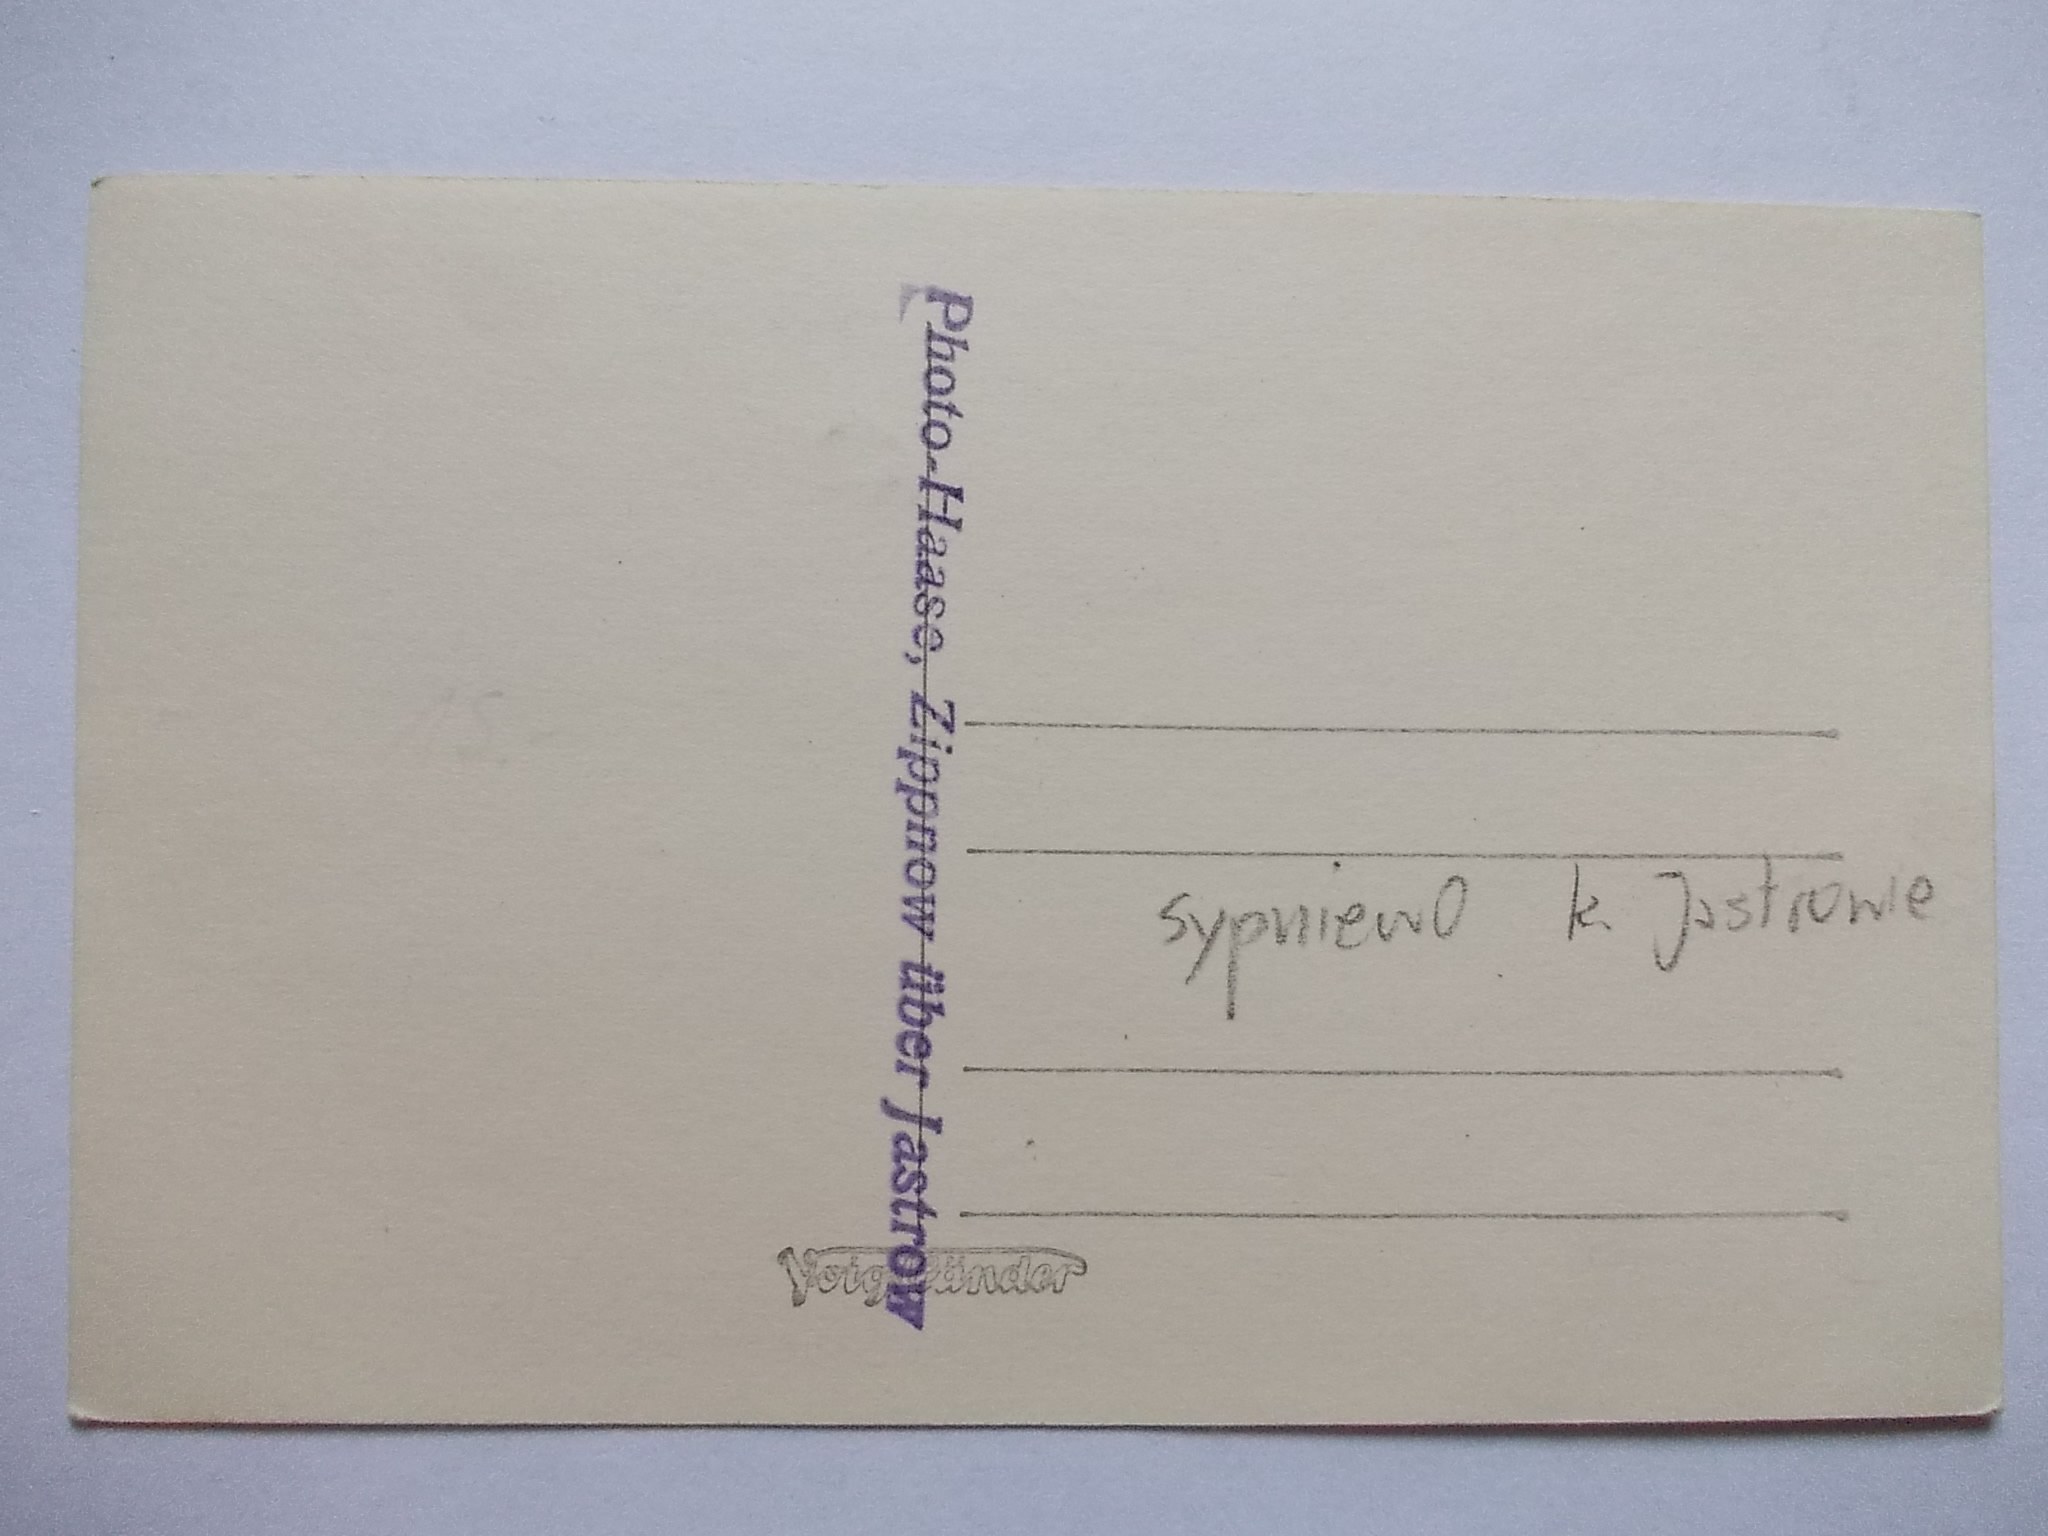 Photo-Haase, Zippnow über Jastrow
sypniewo k. Jastrowie
Voigtländer